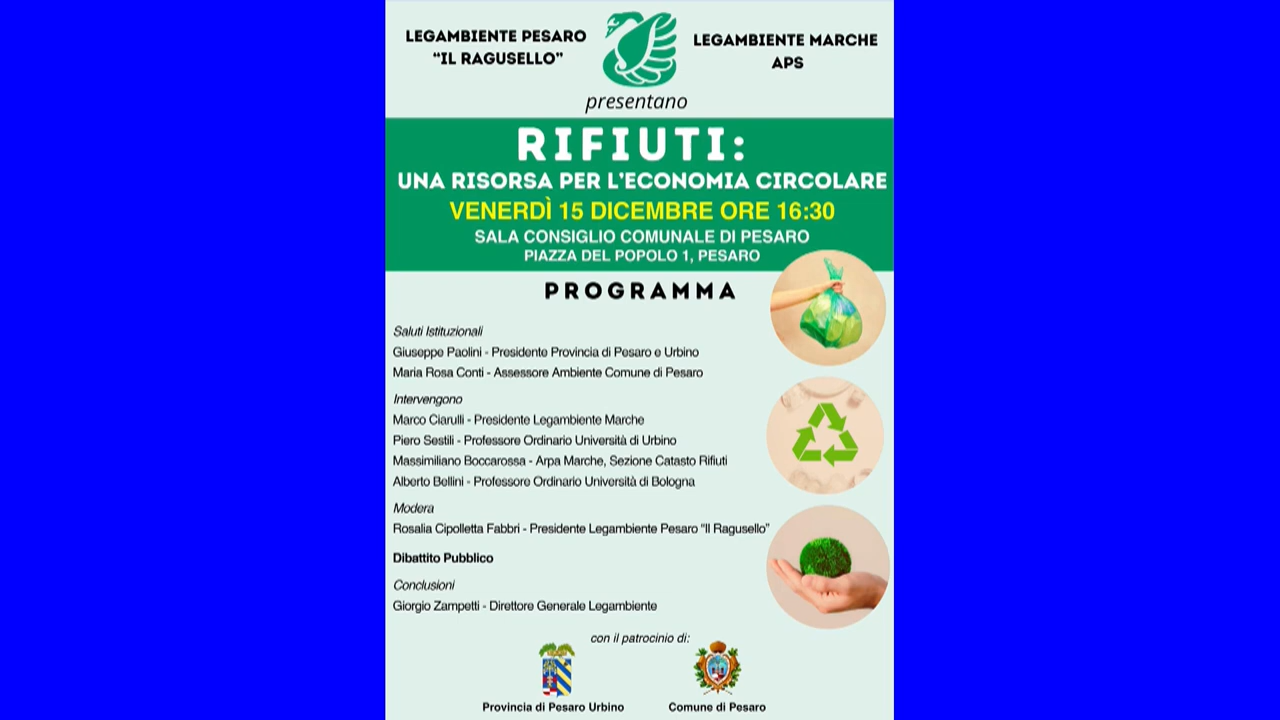 LEGAMBIENTE PESARO
“IL RAGUSELLO”
LEGAMBIENTE MARCHE
APS
presentano
RIFIUTI:
UNA RISORSA PER L’ECONOMIA CIRCOLARE
VENERDÌ 15 DICEMBRE ORE 16:30
SALA CONSIGLIO COMUNALE DI PESARO
PIAZZA DEL POPOLO 1, PESARO
PROGRAMMA
Saluti Istituzionali
Giuseppe Paolini - Presidente Provincia di Pesaro e Urbino
Maria Rosa Conti - Assessore Ambiente Comune di Pesaro
Intervengono
Marco Ciarulli - Presidente Legambiente Marche
Piero Sestili - Professore Ordinario Università di Urbino
Massimiliano Boccarossa - Arpa Marche, Sezione Catasto Rifiuti
Alberto Bellini - Professore Ordinario Università di Bologna
Modera
Rosalia Cipolletta Fabbri - Presidente Legambiente Pesaro "Il Ragusello"
Dibattito Pubblico
Conclusioni
Giorgio Zampetti - Direttore Generale Legambiente
con il patrocinio di:
Provincia di Pesaro Urbino
Comune di Pesaro